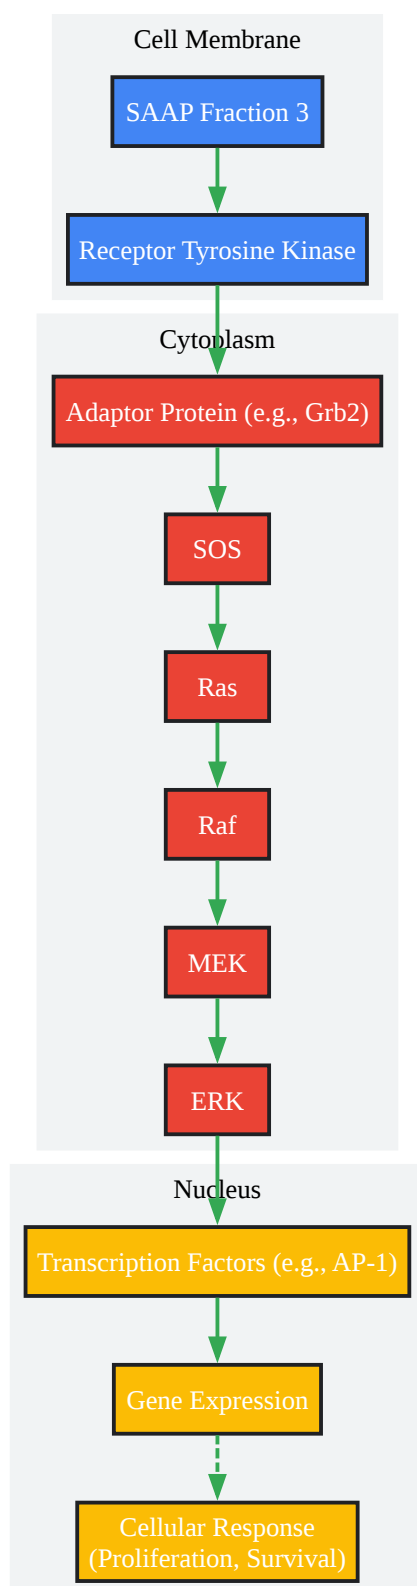 Cell Membrane
SAAP Fraction 3
Receptor Tyrosine Kinase
Cytoplasm
Adaptor Protein (e.g., Grb2)
SOS
Ras
Raf
MEK
ERK
Nucleus
Transcription Factors (e.g., AP-1)
Gene Expression
Cellular Response
(Proliferation, Survival)